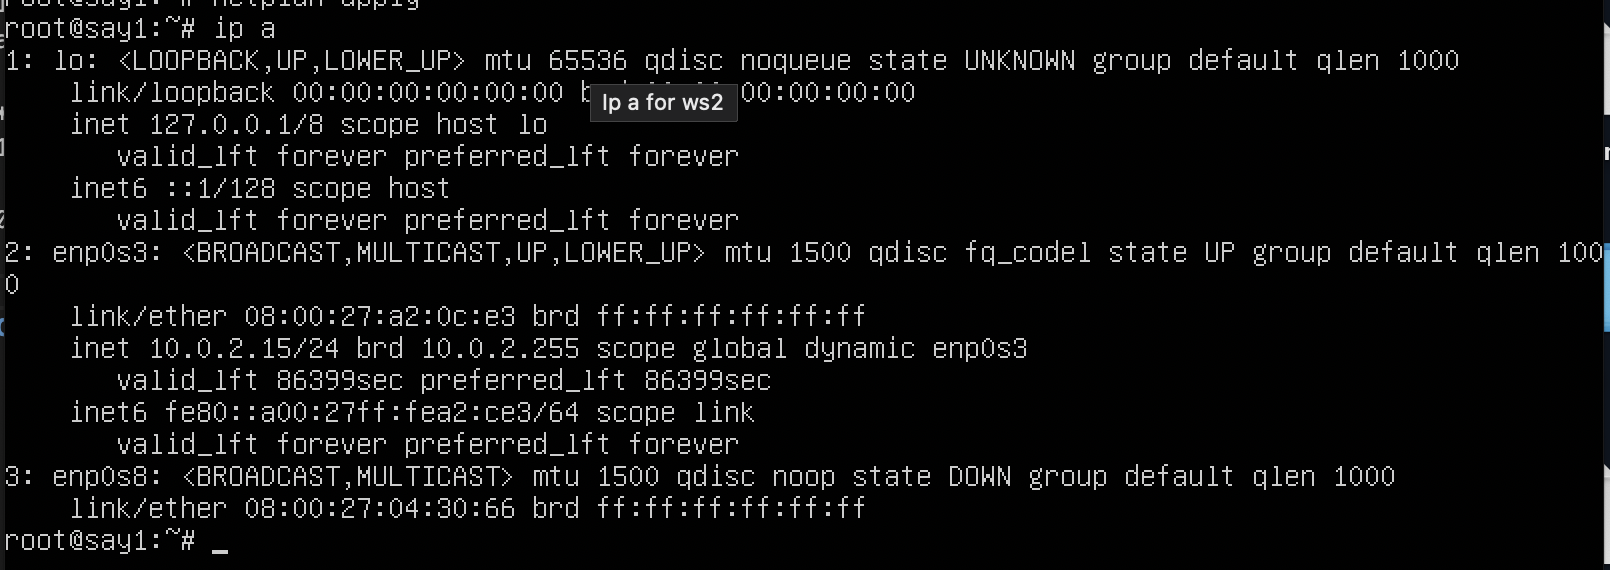 root@say1:~# netplan apply
root@say1:~# ip a
1: lo: <LOOPBACK,UP,LOWER_UP> mtu 65536 qdisc noqueue state UNKNOWN group default qlen 1000
link/loopback 00:00:00:00:00:00 00:00:00:00
Ip a for ws2
inet 127.0.0.1/8 scope host lo
valid_lft forever preferred_lft forever
inet6 ::1/128 scope host
valid_lft forever preferred_lft forever
2: enp0s3: <BROADCAST,MULTICAST,UP,LOWER_UP> mtu 1500 qdisc fq_codel state UP group default qlen 100
0
link/ether 08:00:27:a2:0c:e3 brd ff:ff:ff:ff:ff:ff
inet 10.0.2.15/24 brd 10.0.2.255 scope global dynamic enp0s3
valid_lft 86399sec preferred_lft 86399sec
inet6 fe80::a00:27ff:fea2:ce3/64 scope link
valid_lft forever preferred_lft forever
3: enp0s8: <BROADCAST,MULTICAST> mtu 1500 qdisc noop state DOWN group default qlen 1000
link/ether 08:00:27:04:30:66 brd ff:ff:ff:ff:ff:ff
root@say1:~# _